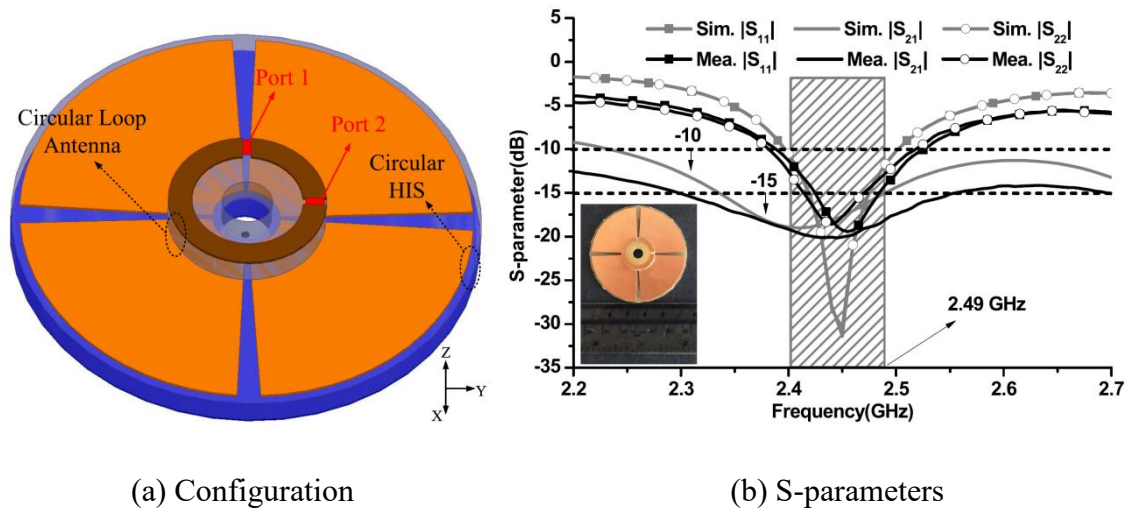 Port 1
Port 2
Circular Loop
Antenna
Circular
HIS
Z
Y
X
Sim. |S11| Sim. |S21| Sim. |S22|
Mea. |S11| Mea. |S21| Mea. |S22|
5
0
-5
-10
-15
-20
-25
-30
-35
S-parameter(dB)
-10
-15
2.49 GHz
2.2 2.3 2.4 2.5 2.6 2.7
Frequency(GHz)
(a) Configuration (b) S-parameters